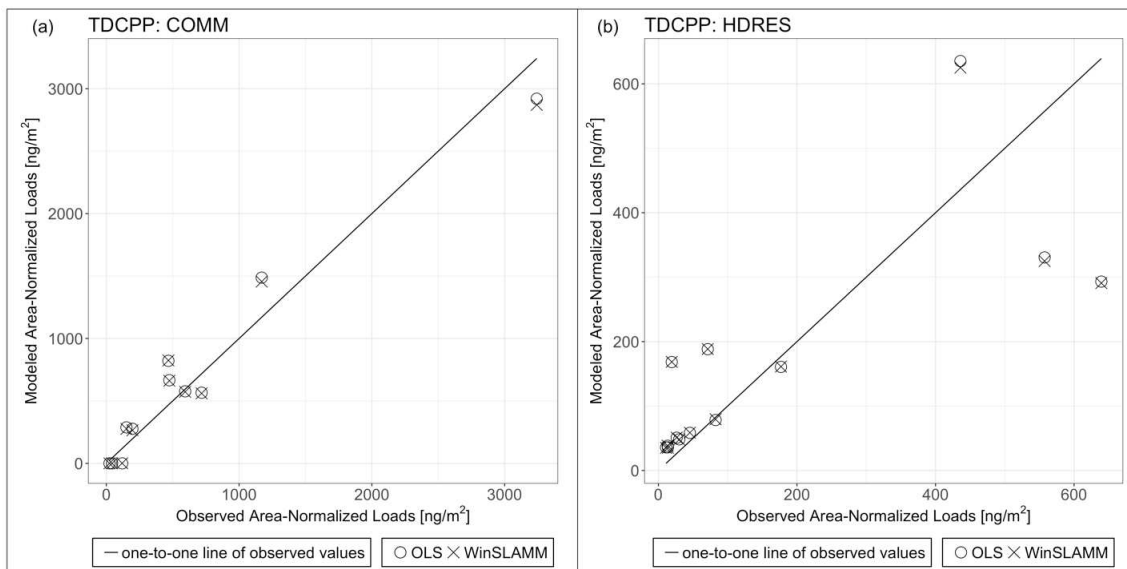 (a) TDCPP: COMM
Modeled Area-Normalized Loads [ng/m²]
3000
2000
1000
0
0 1000 2000 3000
Observed Area-Normalized Loads [ng/m²]
one-to-one line of observed values OLS WinSLAMM
(b) TDCPP: HDRES
Modeled Area-Normalized Loads [ng/m²]
600
400
200
0
0 200 400 600
Observed Area-Normalized Loads [ng/m²]
one-to-one line of observed values OLS WinSLAMM